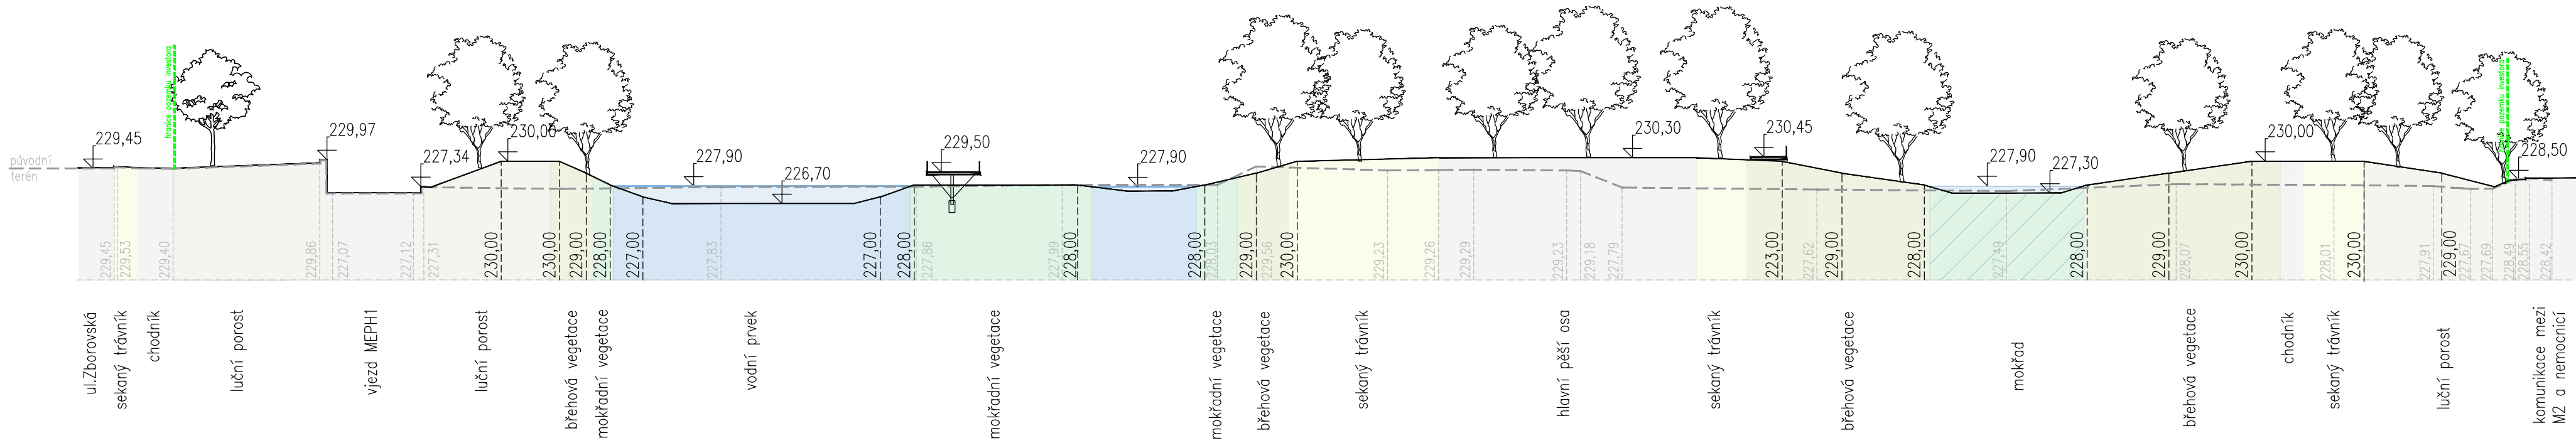 hranice pozemku investora
původní
terén
229,45
229,97
227,34
230,00
227,90
226,70
229,50
227,90
230,30
230,45
227,90
227,30
230,00
228,50
229,45
229,53
229,40
229,86
227,07
227,12
227,31
230,00
230,00
229,00
228,00
227,00
227,83
227,00
228,00
227,86
227,99
228,00
228,00
228,03
229,00
229,56
230,00
229,23
229,26
229,29
229,23
229,18
227,79
223,00
227,62
229,00
228,00
227,49
228,00
229,00
228,07
230,00
228,01
230,00
227,91
229,00
227,67
227,69
228,49
228,55
228,42
ul.Zborovská
sekaný trávník
chodník
luční porost
vjezd MEPH1
luční porost
břehová vegetace
mokřadní vegetace
vodní prvek
mokřadní vegetace
mokřadní vegetace
břehová vegetace
sekaný trávník
hlavní pěší osa
sekaný trávník
břehová vegetace
mokřad
břehová vegetace
chodník
sekaný trávník
luční porost
komunikace mezi
M2 a nemocnicí